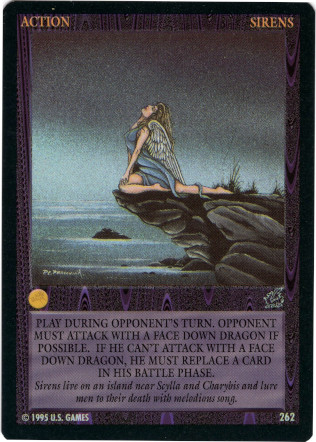 ACTION SIRENS
PLAY DURING OPPONENT'S TURN. OPPONENT
MUST ATTACK WITH A FACE DOWN DRAGON IF
POSSIBLE. IF HE CAN'T ATTACK WITH A FACE
DOWN DRAGON, HE MUST REPLACE A CARD
IN HIS BATTLE PHASE.
Sirens live on an island near Scylla and Charybis and lure
men to their death with melodious song.
© 1995 U.S. GAMES 262